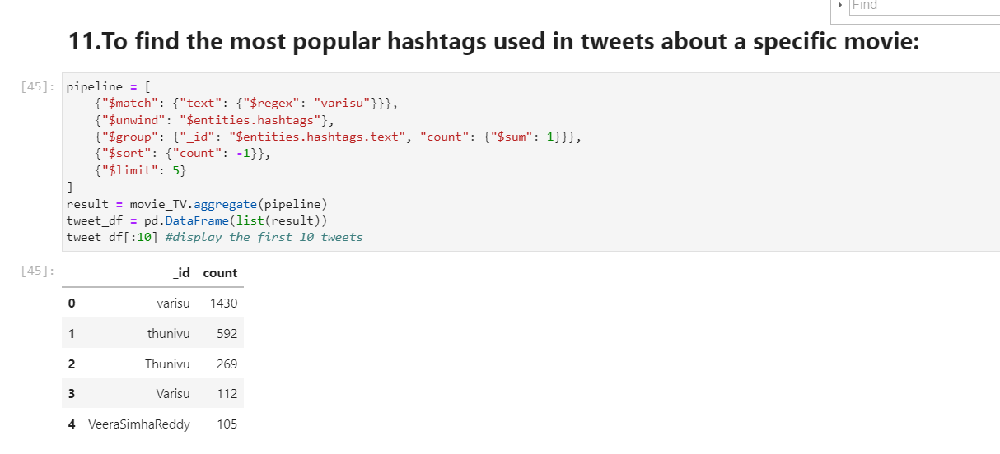 Find
11.To find the most popular hashtags used in tweets about a specific movie:
[45]: pipeline = [
    {"$match": {"text": {"$regex": "varisu"}}},
    {"$unwind": "$entities.hashtags"},
    {"$group": {"_id": "$entities.hashtags.text", "count": {"$sum": 1}}},
    {"$sort": {"count": -1}},
    {"$limit": 5}
]
result = movie_TV.aggregate(pipeline)
tweet_df = pd.DataFrame(list(result))
tweet_df[:10] #display the first 10 tweets
[45]: _id count
0 varisu 1430
1 thunivu 592
2 Thunivu 269
3 Varisu 112
4 VeeraSimhaReddy 105